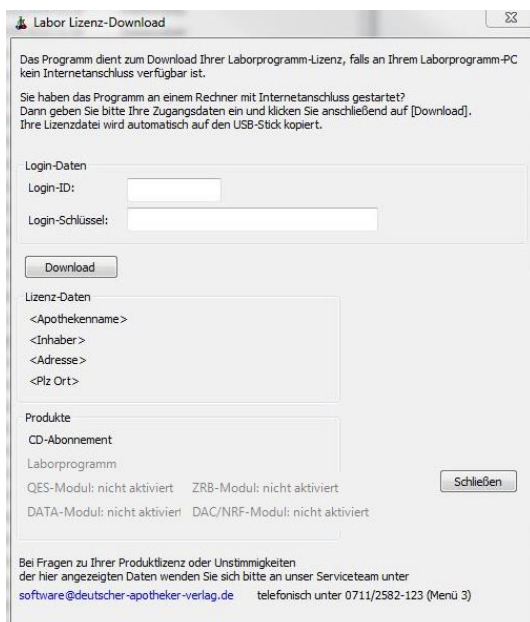 Labor Lizenz-Download
Das Programm dient zum Download Ihrer Laborprogramm-Lizenz, falls an Ihrem Laborprogramm-PC
kein Internetanschluss verfügbar ist.
Sie haben das Programm an einem Rechner mit Internetanschluss gestartet?
Dann geben Sie bitte Ihre Zugangsdaten ein und klicken Sie anschließend auf [Download].
Ihre Lizenzdatei wird automatisch auf den USB-Stick kopiert.
Login-Daten
Login-ID:
Login-Schlüssel:
Download
Lizenz-Daten
<Apothekenname>
<Inhaber>
<Adresse>
<Plz Ort>
Produkte
CD-Abonnement
Laborprogramm
QES-Modul: nicht aktiviert ZRB-Modul: nicht aktiviert
DATA-Modul: nicht aktiviert DAC/NRF-Modul: nicht aktiviert
Schließen
Bei Fragen zu Ihrer Produktlizenz oder Unstimmigkeiten
der hier angezeigten Daten wenden Sie sich bitte an unser Serviceteam unter
software@deutscher-apotheker-verlag.de telefonisch unter 0711/2582-123 (Menü 3)